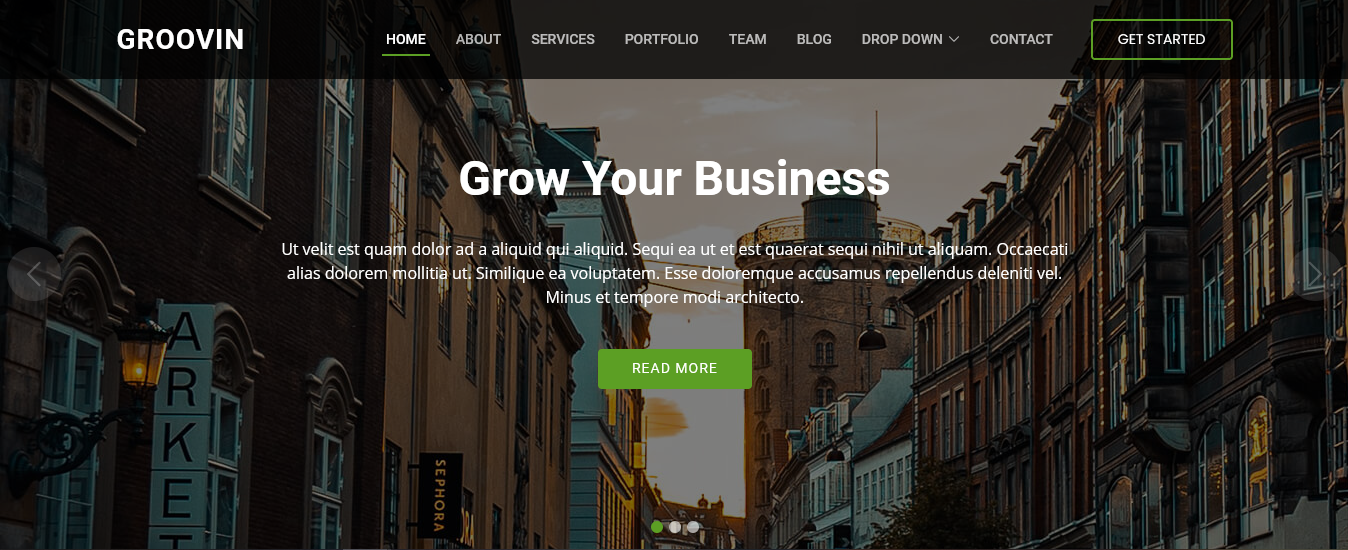 GROOVIN
HOME ABOUT SERVICES PORTFOLIO TEAM BLOG DROP DOWN CONTACT GET STARTED
Grow Your Business
Ut velit est quam dolor ad a aliquid qui aliquid. Sequi ea ut et est quaerat sequi nihil ut aliquam. Occaecati
alias dolorem mollitia ut. Similique ea voluptatem. Esse doloremque accusamus repellendus deleniti vel.
Minus et tempore modi architecto.
READ MORE
ARKET
SEPHORA